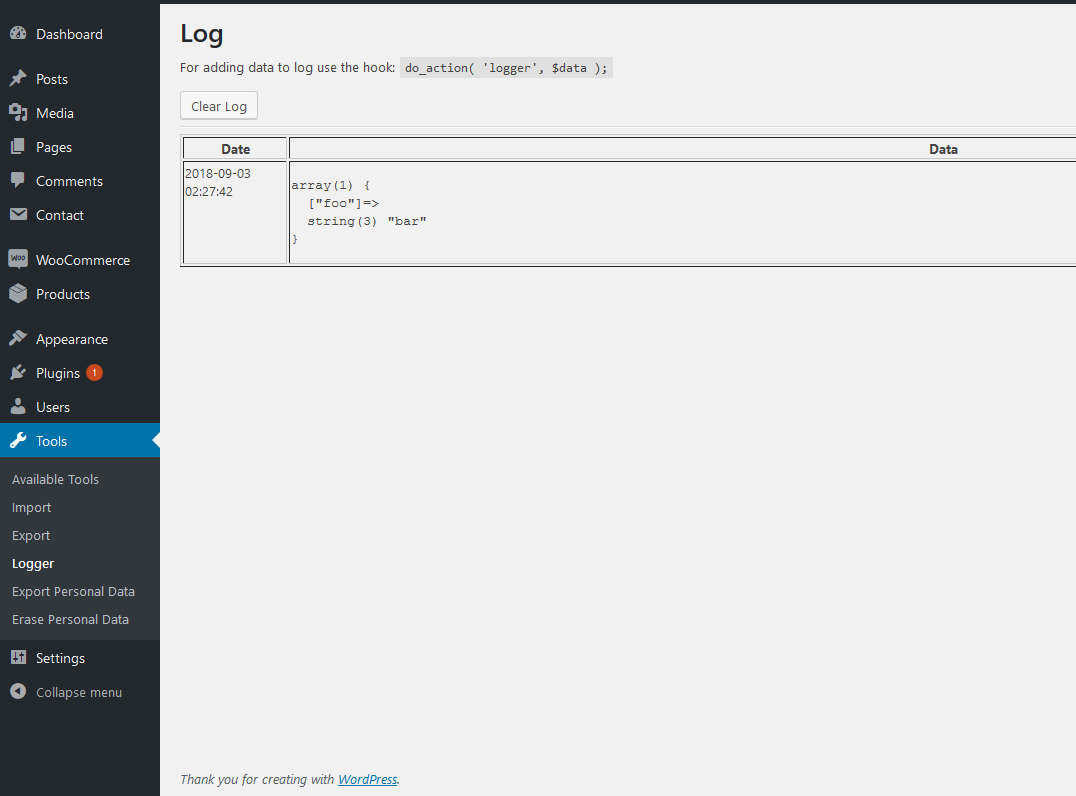 Dashboard
Posts
Media
Pages
Comments
Contact
Woo WooCommerce
Products
Appearance
Plugins 1
Users
Tools
Available Tools
Import
Export
Logger
Export Personal Data
Erase Personal Data
Settings
Collapse menu
Log
For adding data to log use the hook: do_action( 'logger', $data );
Clear Log
Date Data
2018-09-03
02:27:42
array(1) {
["foo"]=>
string(3) "bar"
}
Thank you for creating with WordPress.